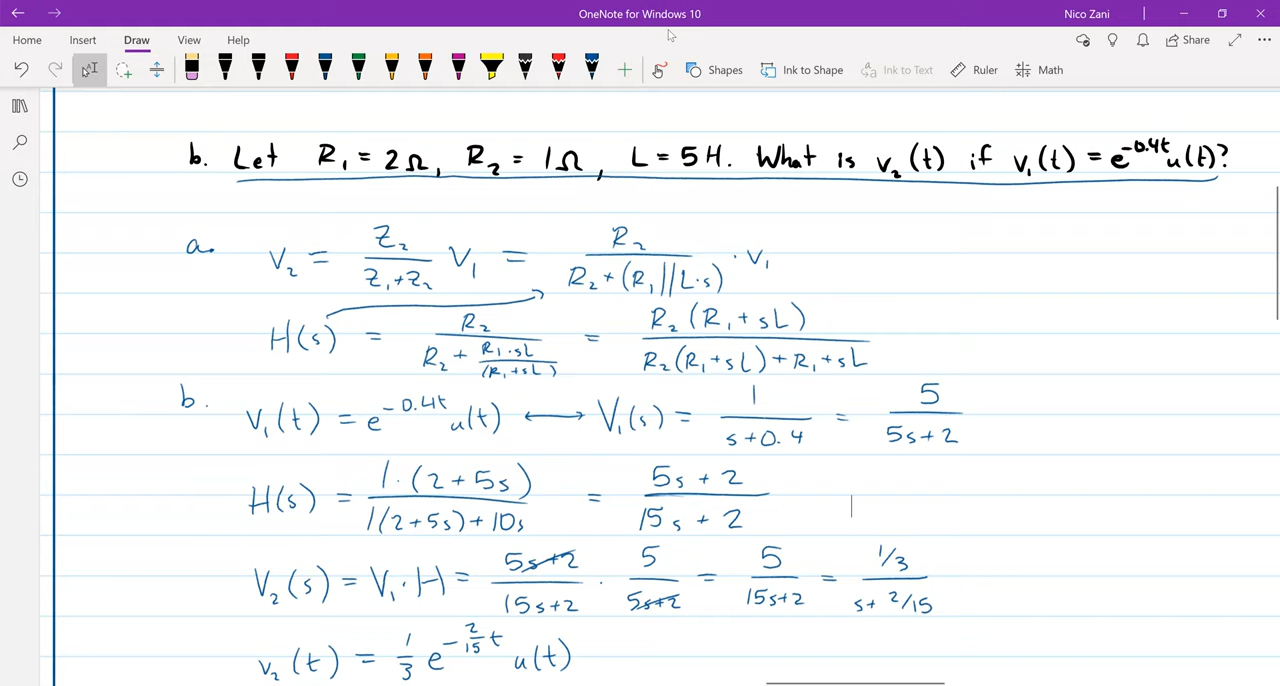 OneNote for Windows 10
Nico Zani
Home Insert Draw View Help
Share
Shapes Ink to Shape Ink to Text Ruler Math
b. Let R₁ = 2Ω, R₂ = 1Ω, L = 5H. What is v₂(t) if v₁(t) = e^(-0.4t) u(t)?
a. V₂ = Z₂/(Z₁+Z₂) V₁ = R₂/(R₂+(R₁||L·s)) · V₁
H(s) = R₂/(R₂ + R₁·sL/(R₁+sL)) = R₂(R₁+sL)/(R₂(R₁+sL)+R₁+sL)
b. V₁(t) = e^(-0.4t) u(t) ⟷ V₁(s) = 1/(s+0.4) = 5/(5s+2)
H(s) = 1·(2+5s)/(1(2+5s)+10s) = (5s+2)/(15s+2)
V₂(s) = V₁·H = (5s+2)/(15s+2) · 5/(5s+2) = 5/(15s+2) = (1/3)/(s+2/15)
v₂(t) = 1/3 e^(-2/15 t) u(t)